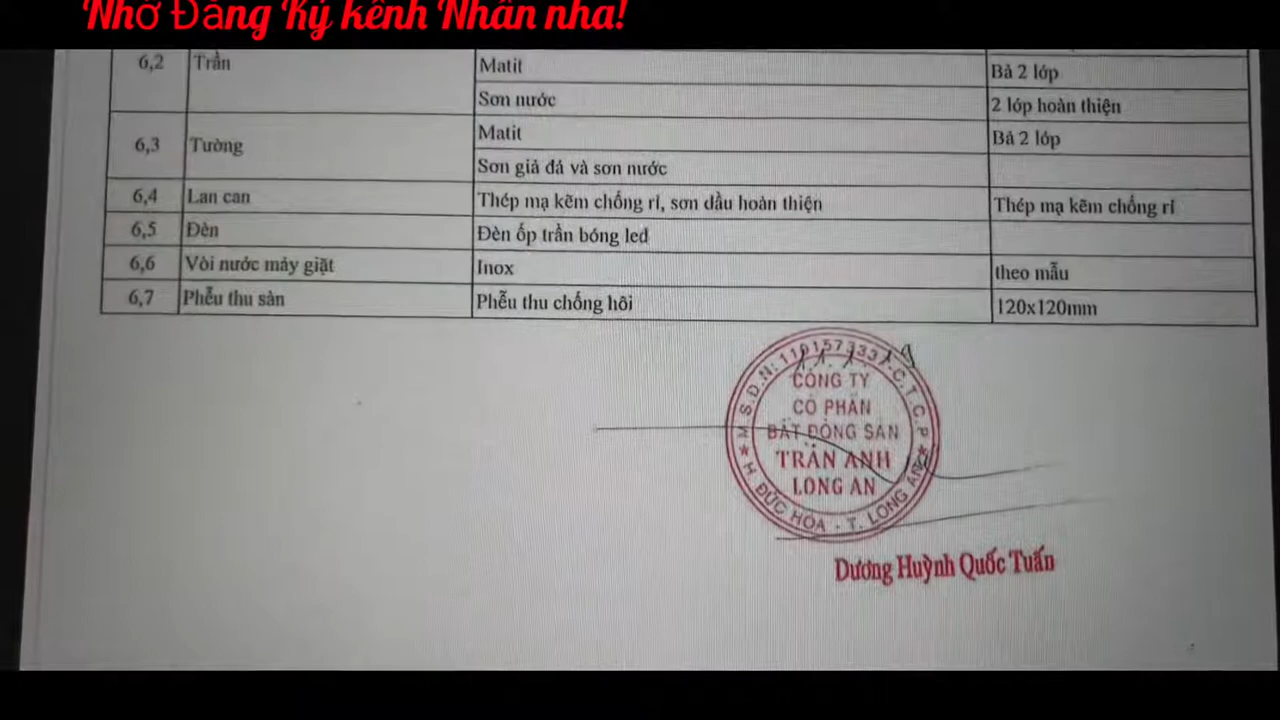 Nhớ Đăng Ký kênh Nhân nha!
6,2 Trần Matit Bả 2 lớp
Sơn nước 2 lớp hoàn thiện
6,3 Tường Matit Bả 2 lớp
Sơn giả đá và sơn nước
6,4 Lan can Thép mạ kẽm chống rỉ, sơn dầu hoàn thiện Thép mạ kẽm chống rỉ
6,5 Đèn Đèn ốp trần bóng led
6,6 Vòi nước máy giặt Inox theo mẫu
6,7 Phễu thu sàn Phễu thu chống hôi 120x120mm
M.S.D.N: 1101573331-C.T.C.P
CÔNG TY
CỔ PHẦN
BẤT ĐỘNG SẢN
TRẦN ANH
LONG AN
H. ĐỨC HÒA - T. LONG AN
Dương Huỳnh Quốc Tuấn